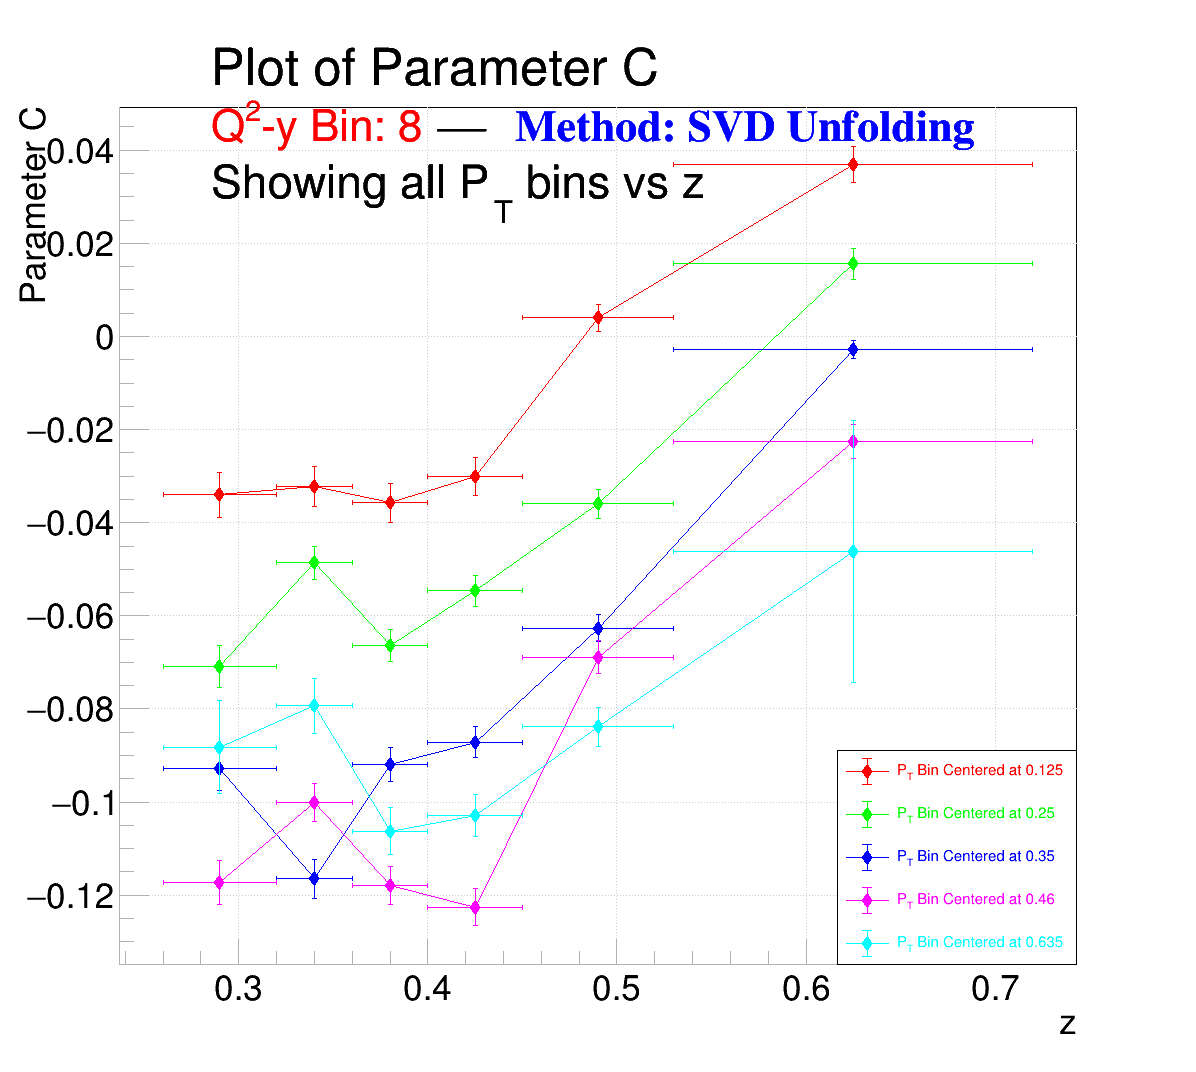 Plot of Parameter C
Q²-y Bin: 8 — Method: SVD Unfolding
Showing all P_T bins vs z
Parameter C
0.04
0.02
0
−0.02
−0.04
−0.06
−0.08
−0.1
−0.12
0.3
0.4
0.5
0.6
0.7
z
P_T Bin Centered at 0.125
P_T Bin Centered at 0.25
P_T Bin Centered at 0.35
P_T Bin Centered at 0.46
P_T Bin Centered at 0.635